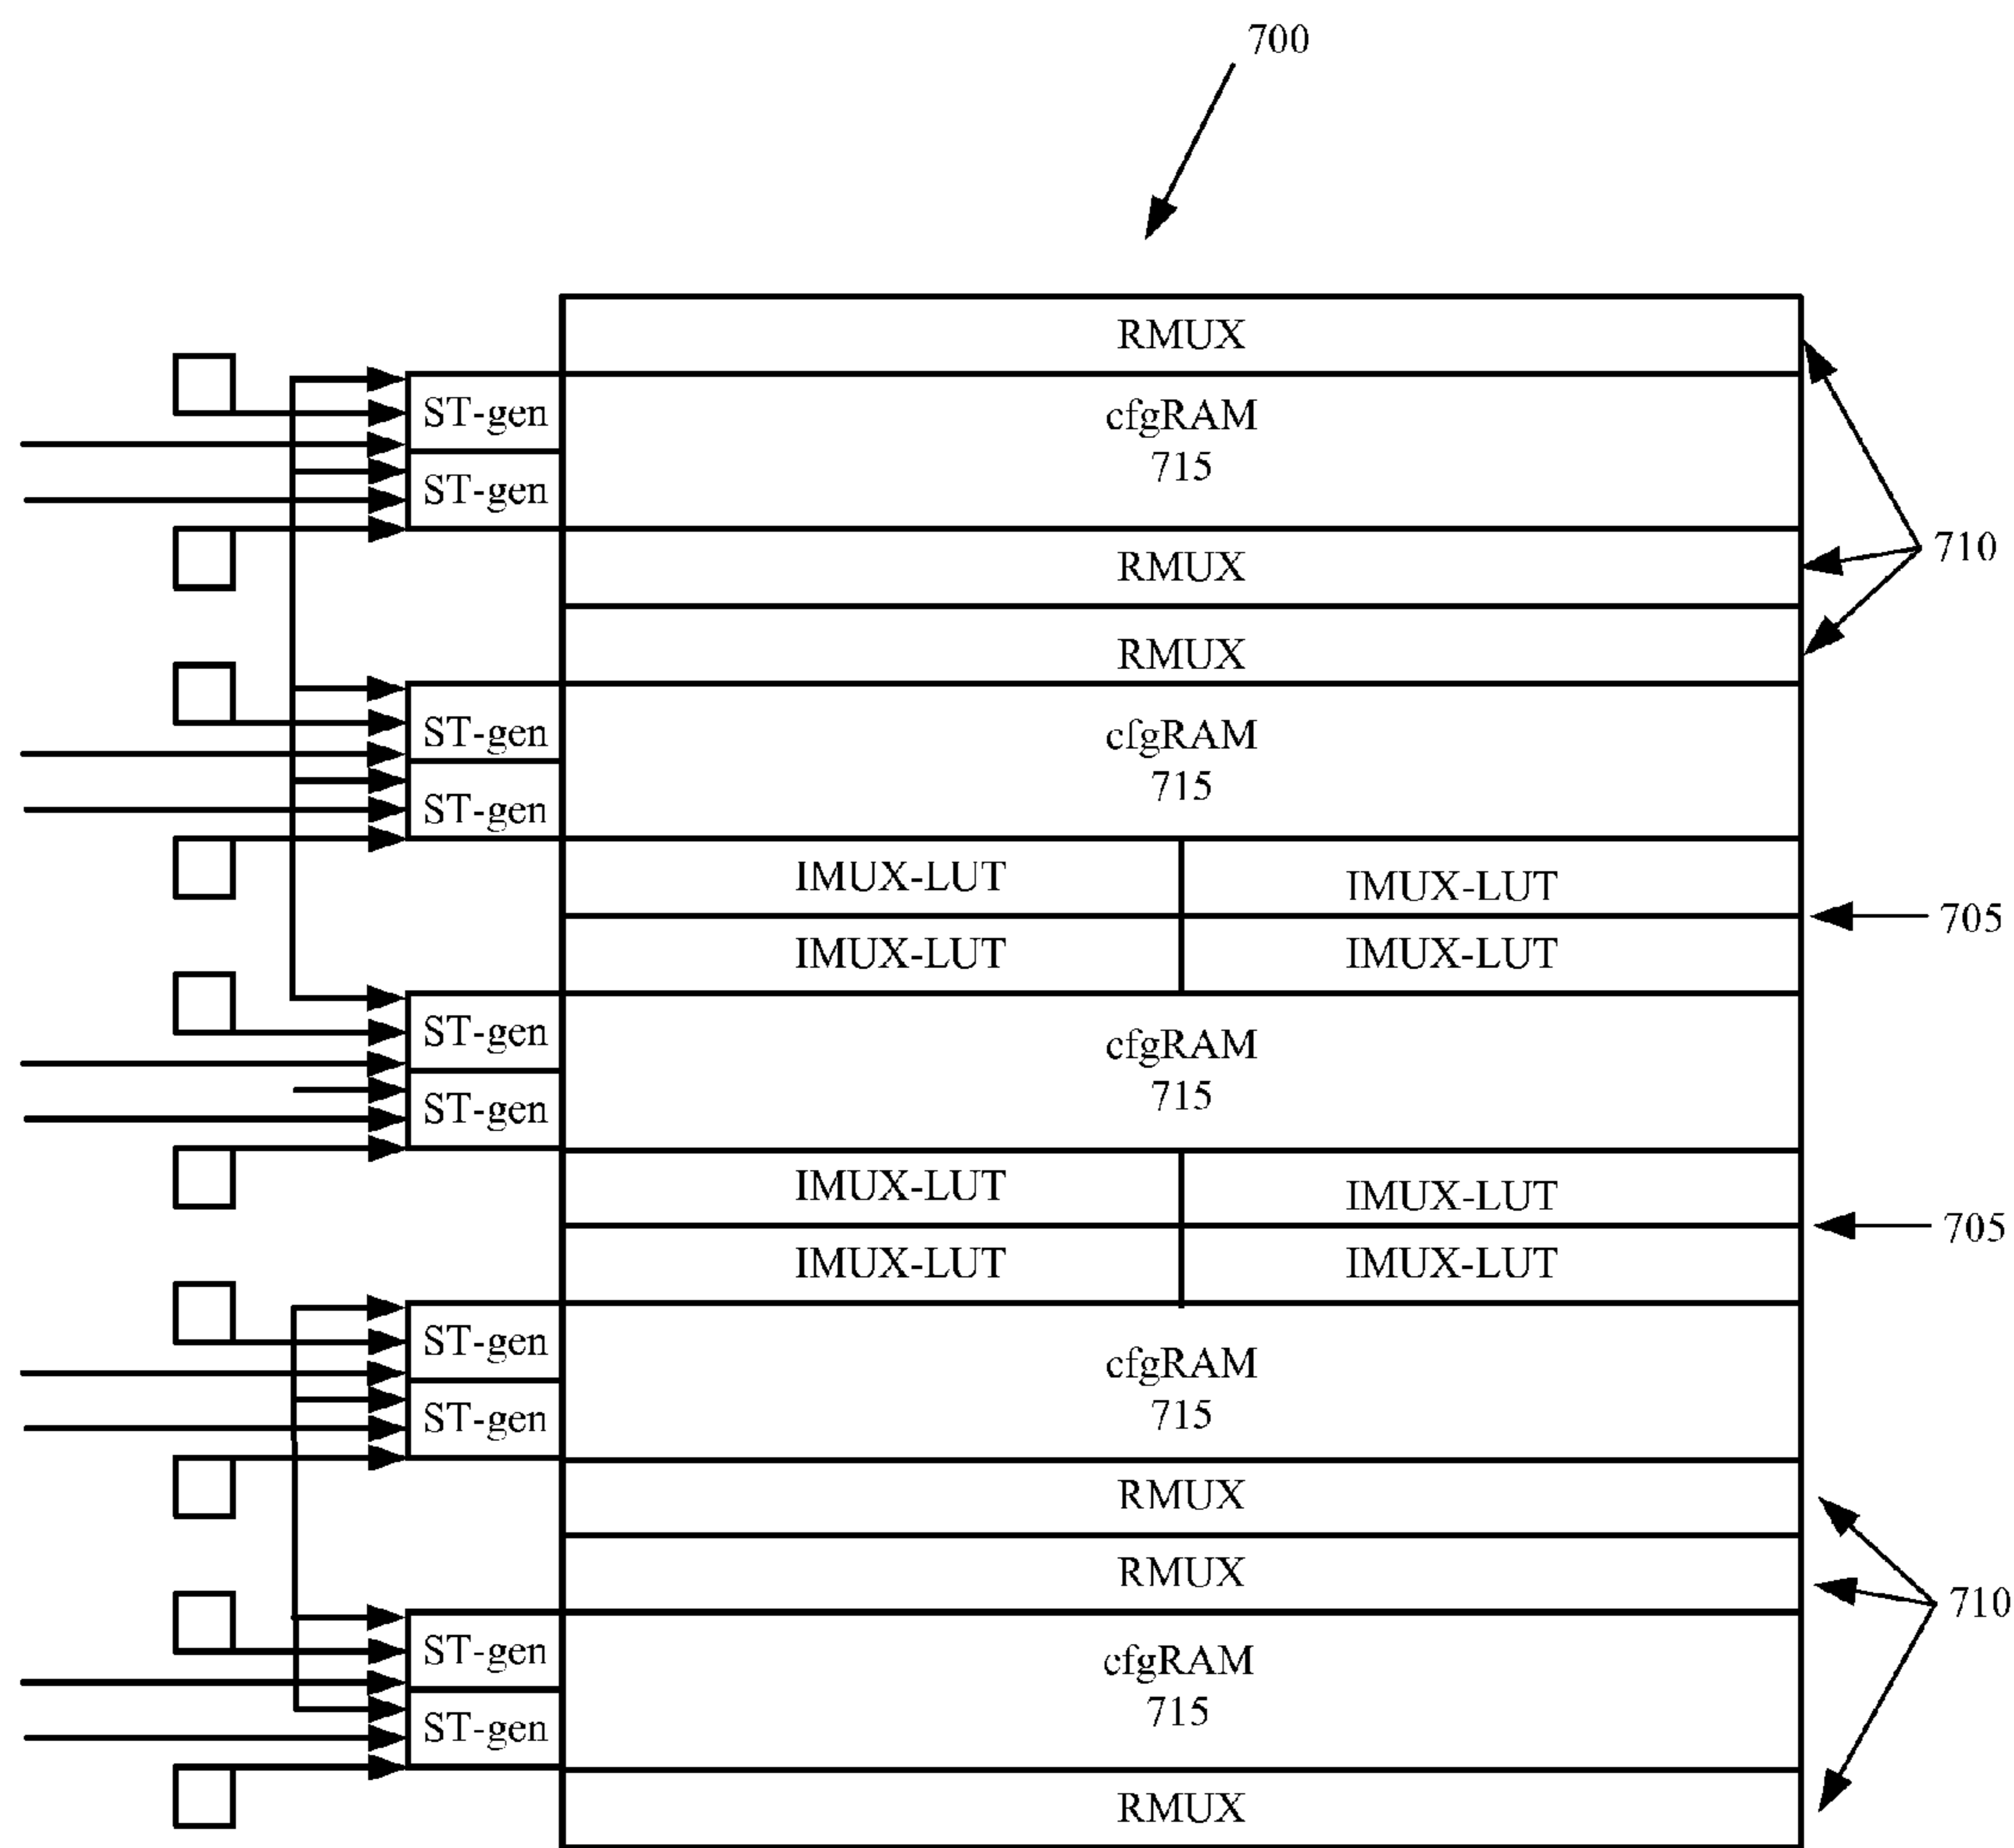 700
RMUX
ST-gen
cfgRAM
715
ST-gen
RMUX
710
RMUX
ST-gen
cfgRAM
715
ST-gen
IMUX-LUT IMUX-LUT
705
IMUX-LUT IMUX-LUT
ST-gen
cfgRAM
715
ST-gen
IMUX-LUT IMUX-LUT
705
IMUX-LUT IMUX-LUT
ST-gen
cfgRAM
715
ST-gen
RMUX
RMUX
710
ST-gen
cfgRAM
715
ST-gen
RMUX